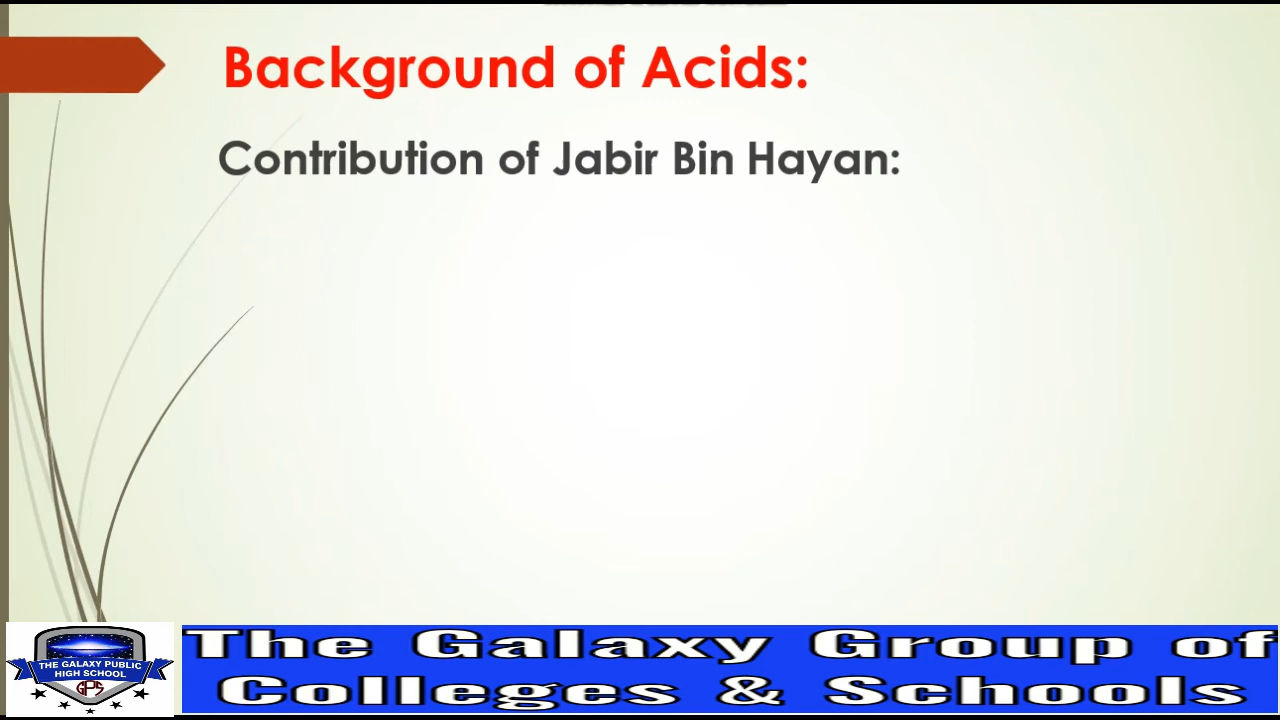 Background of Acids:
Contribution of Jabir Bin Hayan:
THE GALAXY PUBLIC
HIGH SCHOOL
GPS
The Galaxy Group of
Colleges & Schools